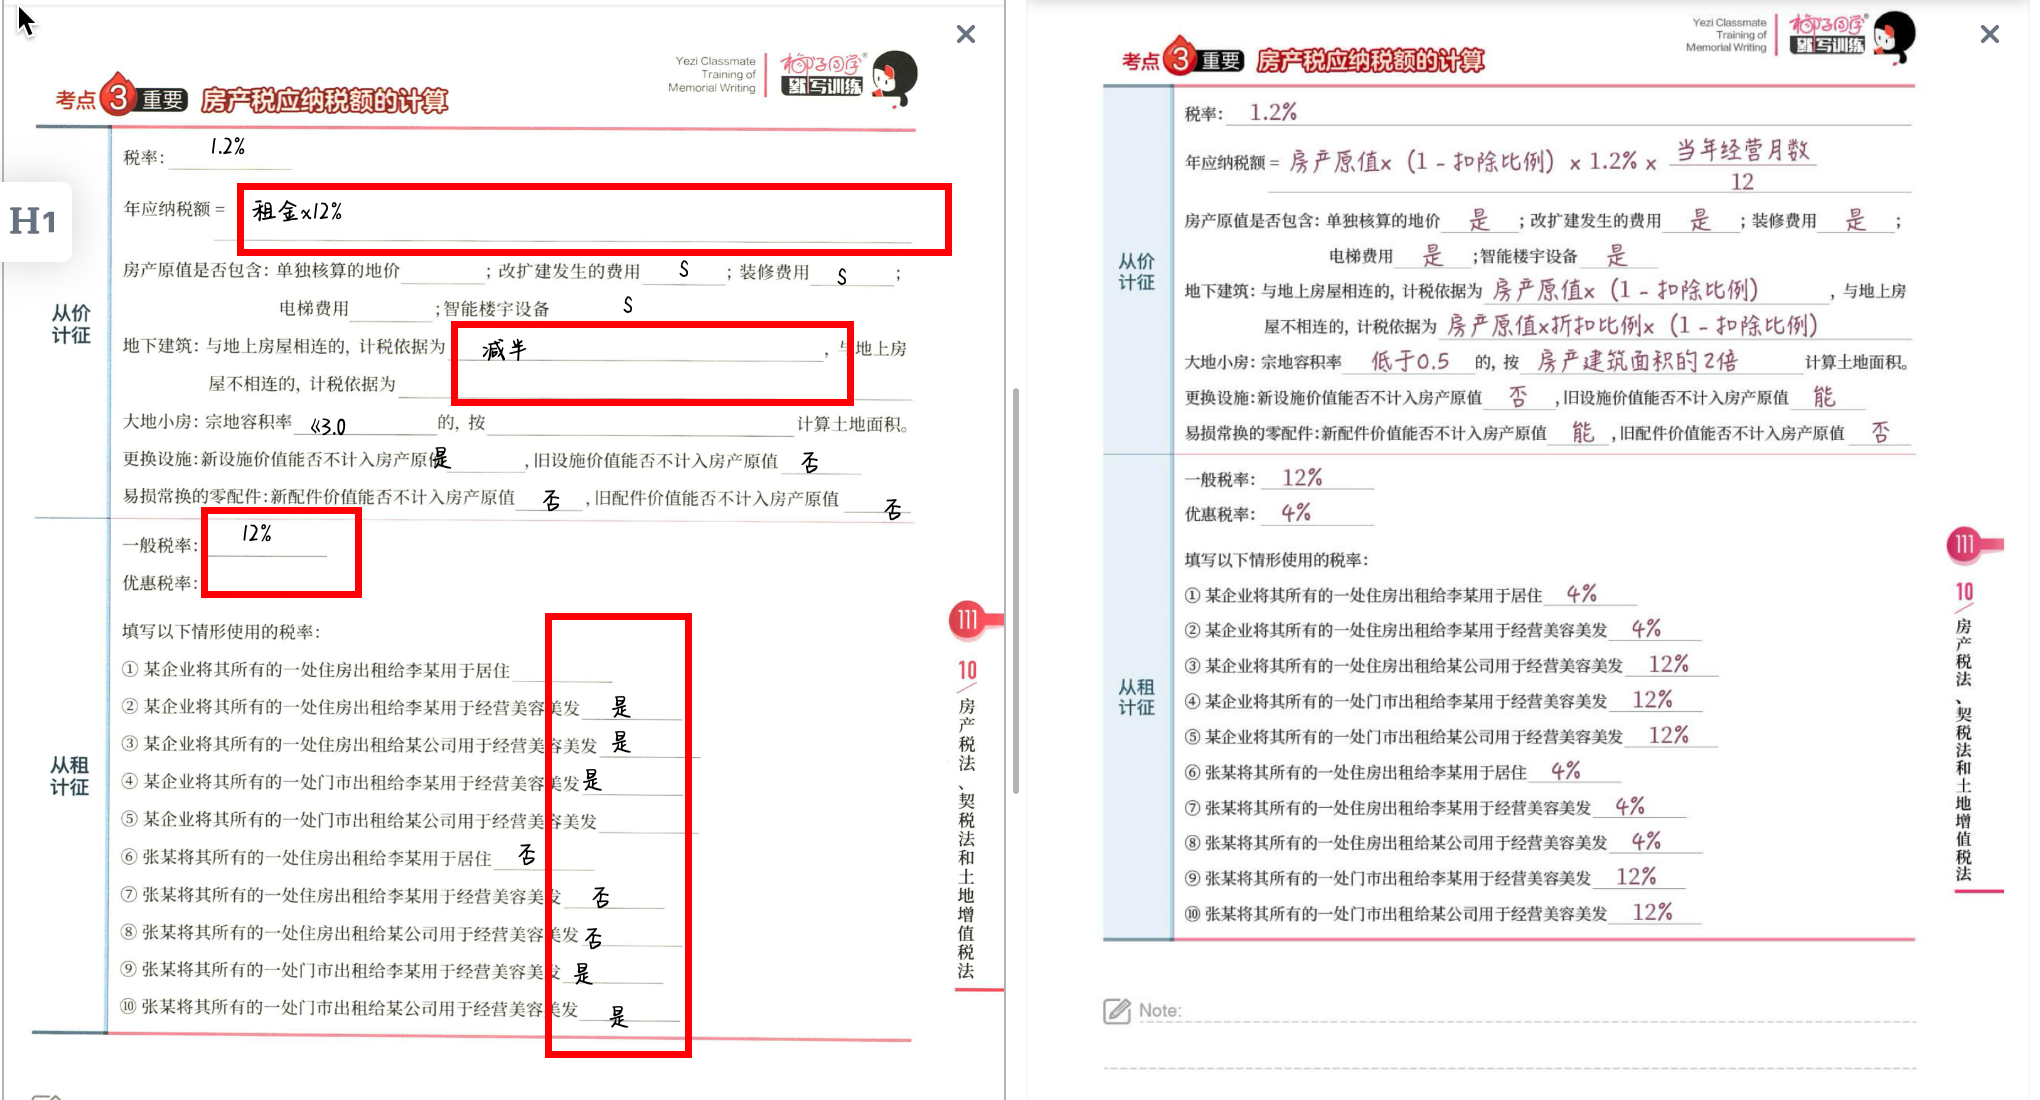 Yezi Classmate
Training of
Memorial Writing
椰子同学®
默写训练
考点 3 重要 房产税应纳税额的计算
H1
从价
计征
税率: 1.2%
年应纳税额 = 租金x12%
房产原值是否包含: 单独核算的地价 ; 改扩建发生的费用 S ; 装修费用 S ;
电梯费用 ;智能楼宇设备 S
地下建筑: 与地上房屋相连的, 计税依据为 减半 , 与地上房
屋不相连的, 计税依据为
大地小房: 宗地容积率 《3.0 的, 按 计算土地面积。
更换设施:新设施价值能否不计入房产原值 是 ,旧设施价值能否不计入房产原值 否
易损常换的零配件:新配件价值能否不计入房产原值 否 ,旧配件价值能否不计入房产原值 否
从租
计征
一般税率: 12%
优惠税率:
填写以下情形使用的税率:
① 某企业将其所有的一处住房出租给李某用于居住
② 某企业将其所有的一处住房出租给李某用于经营美容美发 是
③ 某企业将其所有的一处住房出租给某公司用于经营美容美发 是
④ 某企业将其所有的一处门市出租给李某用于经营美容美发 是
⑤ 某企业将其所有的一处门市出租给某公司用于经营美容美发
⑥ 张某将其所有的一处住房出租给李某用于居住 否
⑦ 张某将其所有的一处住房出租给李某用于经营美容美发 否
⑧ 张某将其所有的一处住房出租给某公司用于经营美容美发 否
⑨ 张某将其所有的一处门市出租给李某用于经营美容美发 是
⑩ 张某将其所有的一处门市出租给某公司用于经营美容美发 是
111
10
房产税法、契税法和土地增值税法
Yezi Classmate
Training of
Memorial Writing
椰子同学®
默写训练
考点 3 重要 房产税应纳税额的计算
从价
计征
税率: 1.2%
年应纳税额 = 房产原值x (1 - 扣除比例) x 1.2% x 当年经营月数
12
房产原值是否包含: 单独核算的地价 是 ; 改扩建发生的费用 是 ; 装修费用 是 ;
电梯费用 是 ;智能楼宇设备 是
地下建筑: 与地上房屋相连的, 计税依据为 房产原值x (1 - 扣除比例) , 与地上房
屋不相连的, 计税依据为 房产原值x折扣比例x (1 - 扣除比例)
大地小房: 宗地容积率 低于0.5 的, 按 房产建筑面积的2倍 计算土地面积。
更换设施:新设施价值能否不计入房产原值 否 ,旧设施价值能否不计入房产原值 能
易损常换的零配件:新配件价值能否不计入房产原值 能 ,旧配件价值能否不计入房产原值 否
从租
计征
一般税率: 12%
优惠税率: 4%
填写以下情形使用的税率:
① 某企业将其所有的一处住房出租给李某用于居住 4%
② 某企业将其所有的一处住房出租给李某用于经营美容美发 4%
③ 某企业将其所有的一处住房出租给某公司用于经营美容美发 12%
④ 某企业将其所有的一处门市出租给李某用于经营美容美发 12%
⑤ 某企业将其所有的一处门市出租给某公司用于经营美容美发 12%
⑥ 张某将其所有的一处住房出租给李某用于居住 4%
⑦ 张某将其所有的一处住房出租给李某用于经营美容美发 4%
⑧ 张某将其所有的一处住房出租给某公司用于经营美容美发 4%
⑨ 张某将其所有的一处门市出租给李某用于经营美容美发 12%
⑩ 张某将其所有的一处门市出租给某公司用于经营美容美发 12%
111
10
房产税法、契税法和土地增值税法
Note: